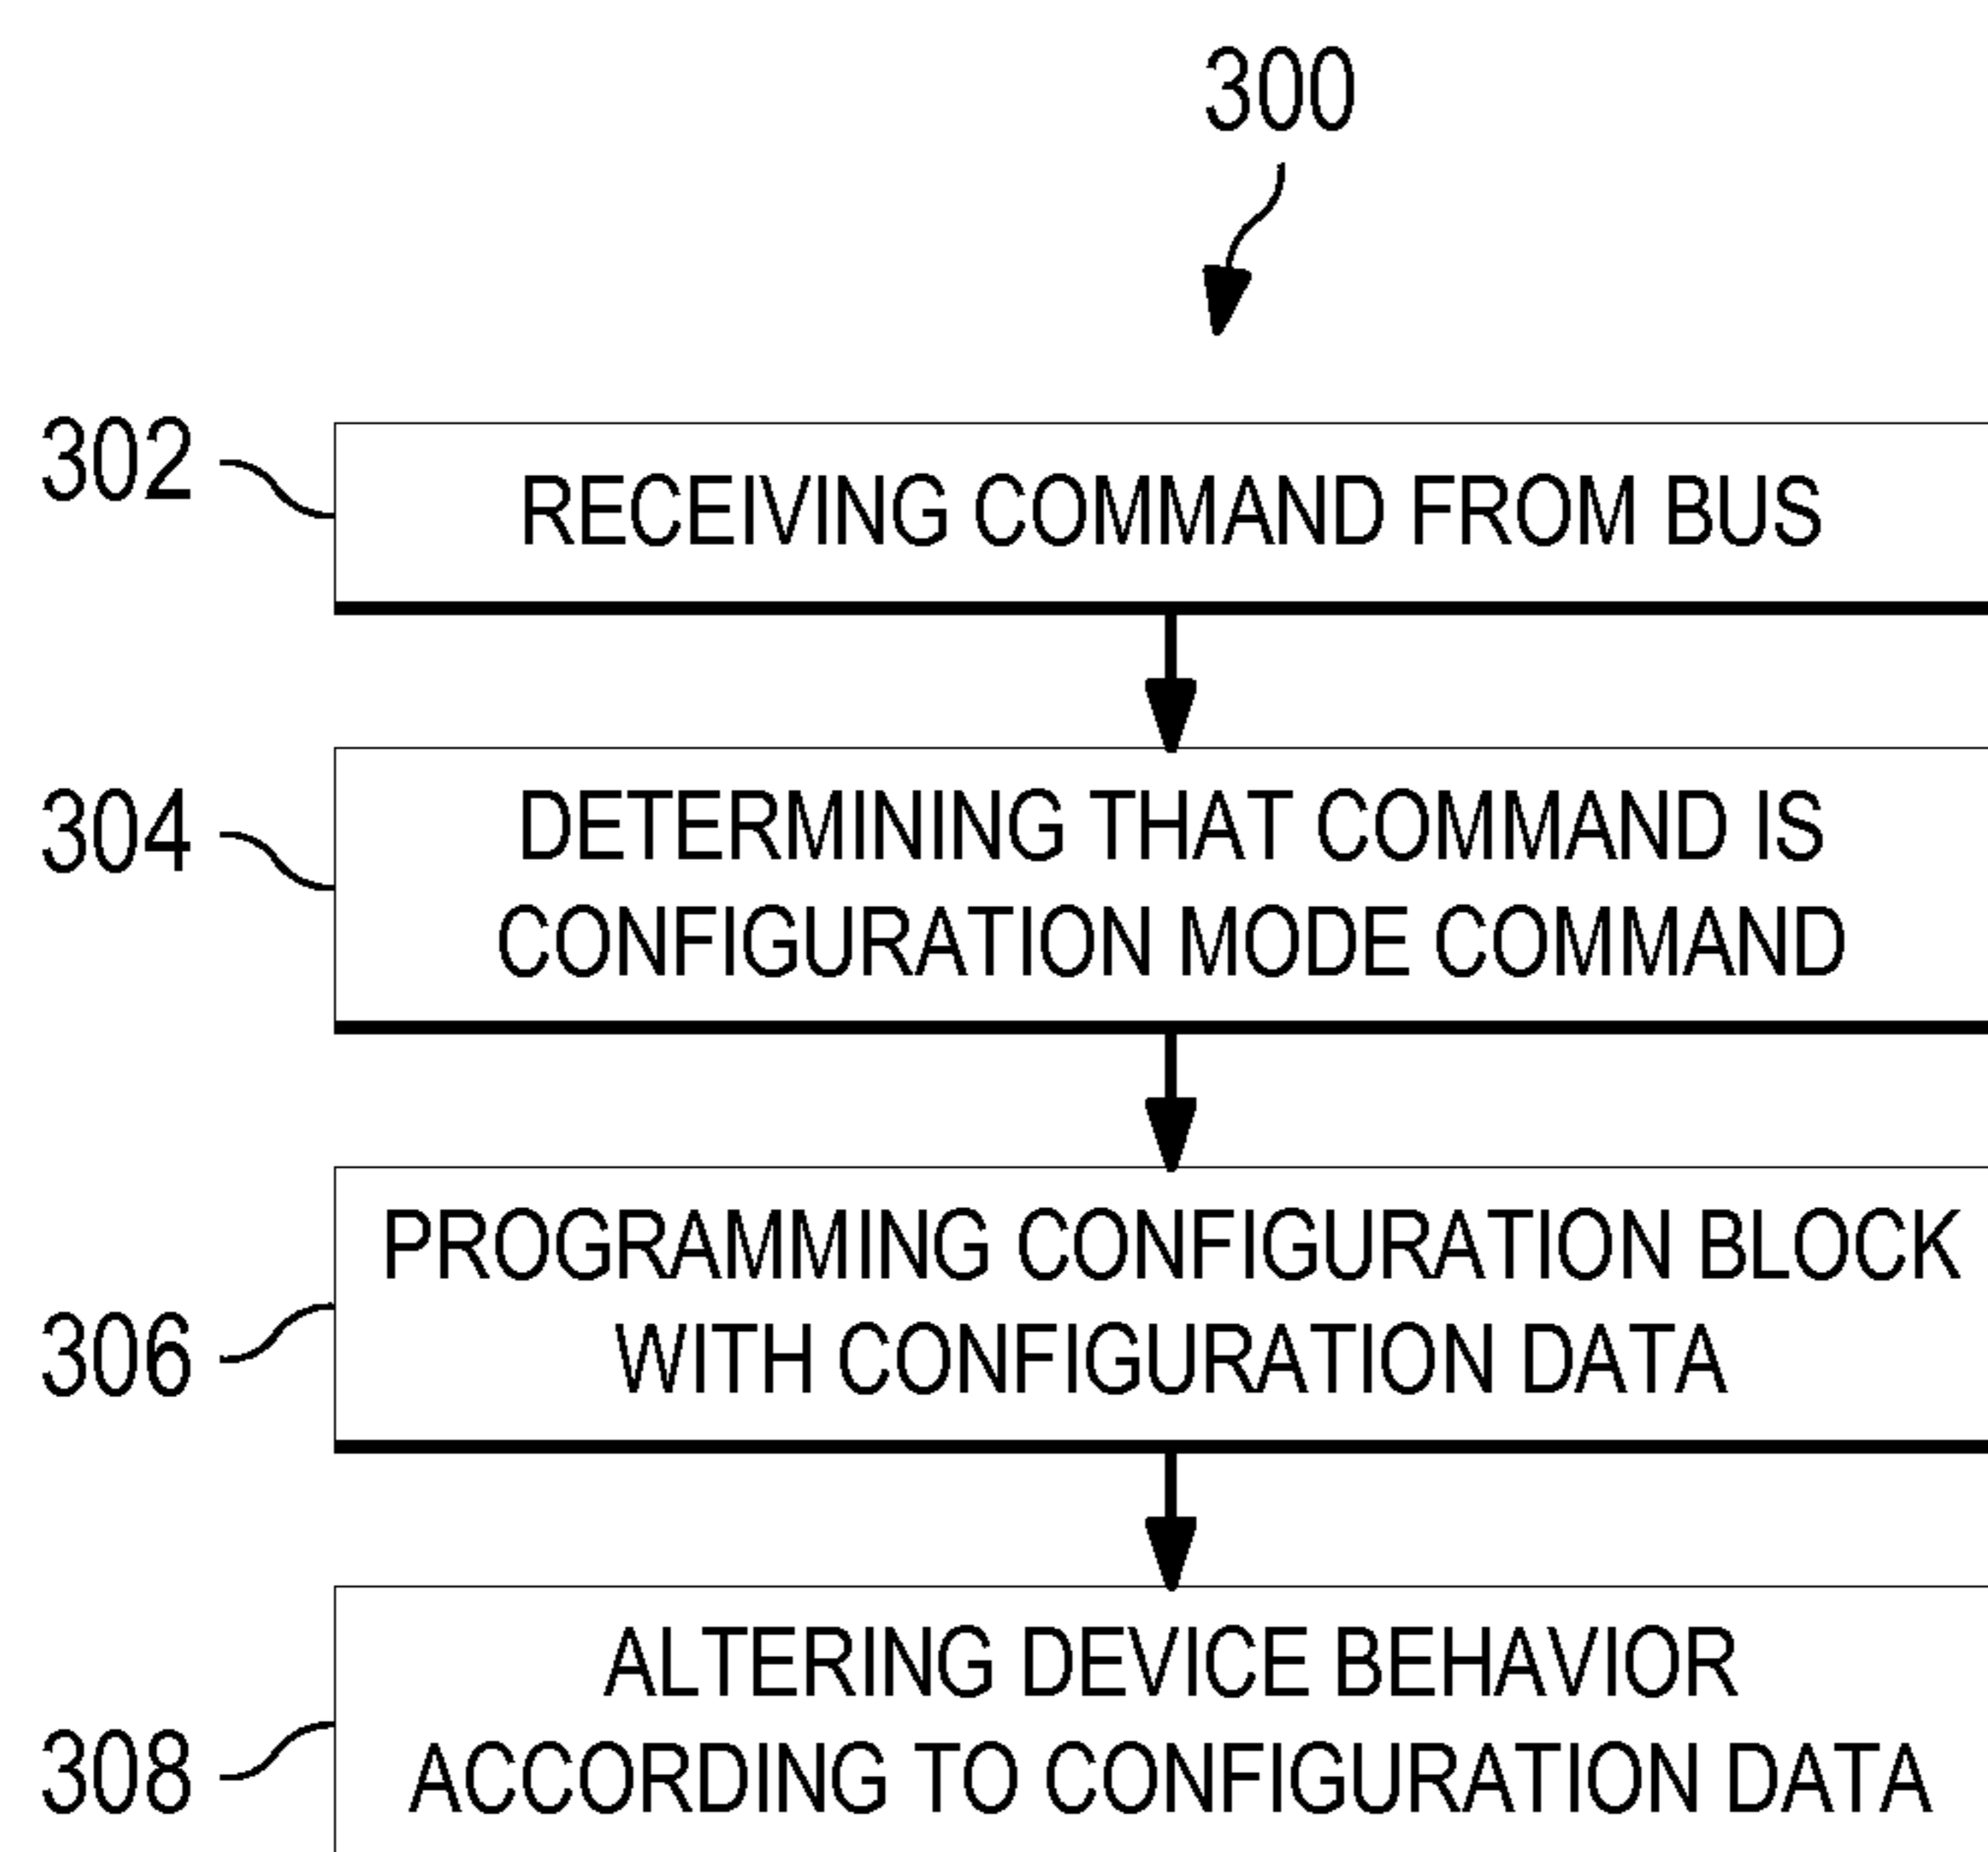 300
302
RECEIVING COMMAND FROM BUS
304
DETERMINING THAT COMMAND IS
CONFIGURATION MODE COMMAND
306
PROGRAMMING CONFIGURATION BLOCK
WITH CONFIGURATION DATA
308
ALTERING DEVICE BEHAVIOR
ACCORDING TO CONFIGURATION DATA